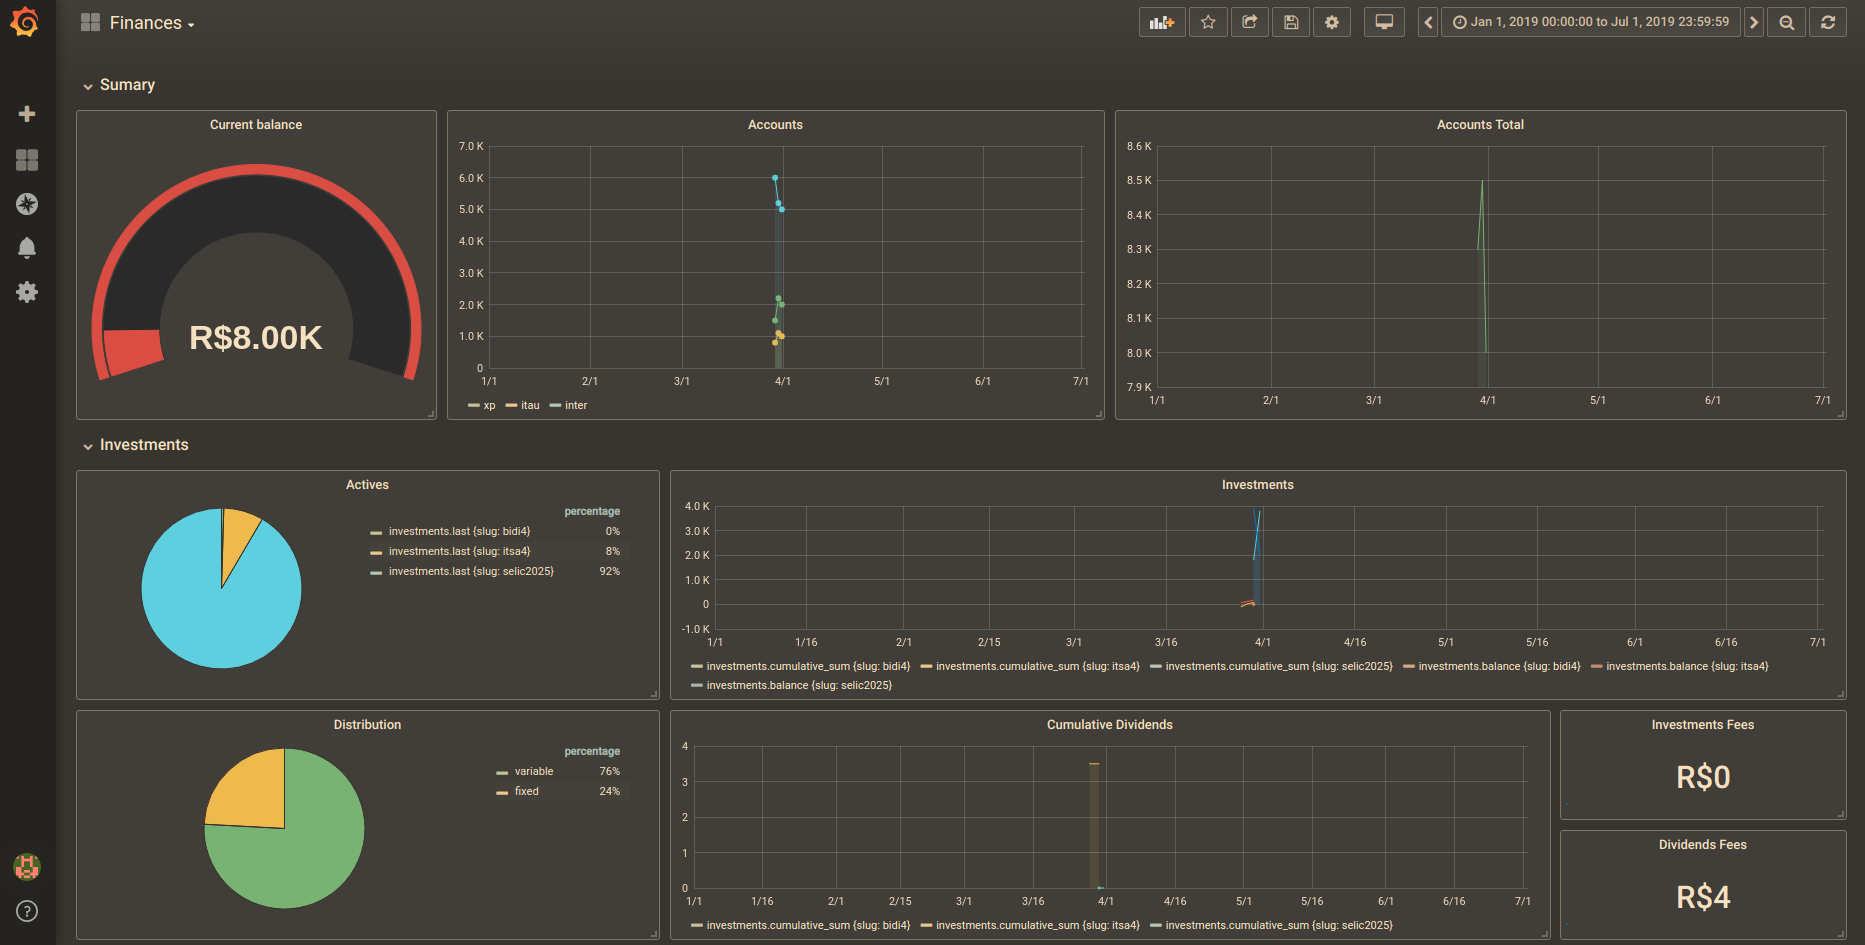 Finances
Jan 1, 2019 00:00:00 to Jul 1, 2019 23:59:59
Sumary
Current balance
R$8.00K
Accounts
7.0 K
6.0 K
5.0 K
4.0 K
3.0 K
2.0 K
1.0 K
0
1/1 2/1 3/1 4/1 5/1 6/1 7/1
xp itau inter
Accounts Total
8.6 K
8.5 K
8.4 K
8.3 K
8.2 K
8.1 K
8.0 K
7.9 K
1/1 2/1 3/1 4/1 5/1 6/1 7/1
Investments
Actives
percentage
investments.last {slug: bidi4} 0%
investments.last {slug: itsa4} 8%
investments.last {slug: selic2025} 92%
Investments
4.0 K
3.0 K
2.0 K
1.0 K
0
-1.0 K
1/1 1/16 2/1 2/15 3/1 3/16 4/1 4/16 5/1 5/16 6/1 6/16 7/1
investments.cumulative_sum {slug: bidi4} investments.cumulative_sum {slug: itsa4} investments.cumulative_sum {slug: selic2025} investments.balance {slug: bidi4} investments.balance {slug: itsa4}
investments.balance {slug: selic2025}
Distribution
percentage
variable 76%
fixed 24%
Cumulative Dividends
4
3
2
1
0
1/1 1/16 2/1 2/15 3/1 3/16 4/1 4/16 5/1 5/16 6/1 6/16 7/1
investments.cumulative_sum {slug: bidi4} investments.cumulative_sum {slug: itsa4} investments.cumulative_sum {slug: selic2025}
Investments Fees
R$0
Dividends Fees
R$4